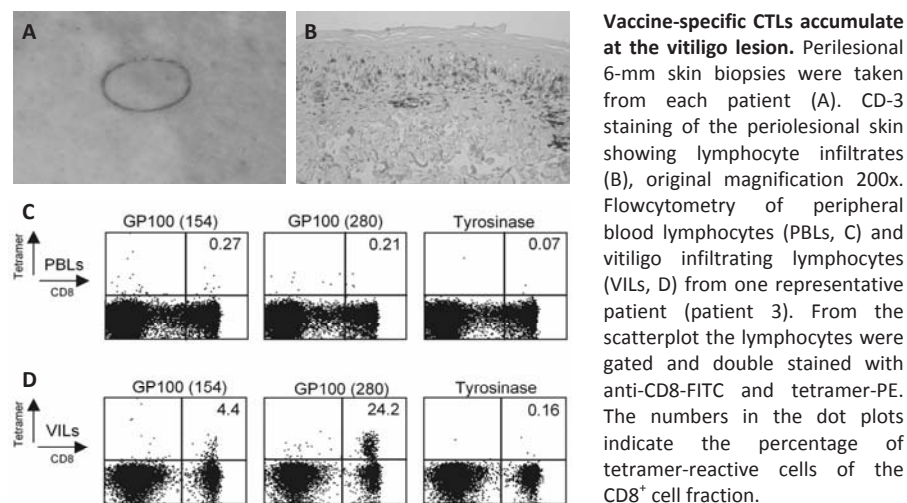 A
B
C
GP100 (154)
GP100 (280)
Tyrosinase
Tetramer
PBLs
CD8
0.27
0.21
0.07
D
GP100 (154)
GP100 (280)
Tyrosinase
Tetramer
VILs
CD8
4.4
24.2
0.16
Vaccine-specific CTLs accumulate
at the vitiligo lesion. Perilesional
6-mm skin biopsies were taken
from each patient (A). CD-3
staining of the periolesional skin
showing lymphocyte infiltrates
(B), original magnification 200x.
Flowcytometry of peripheral
blood lymphocytes (PBLs, C) and
vitiligo infiltrating lymphocytes
(VILs, D) from one representative
patient (patient 3). From the
scatterplot the lymphocytes were
gated and double stained with
anti-CD8-FITC and tetramer-PE.
The numbers in the dot plots
indicate the percentage of
tetramer-reactive cells of the
CD8⁺ cell fraction.